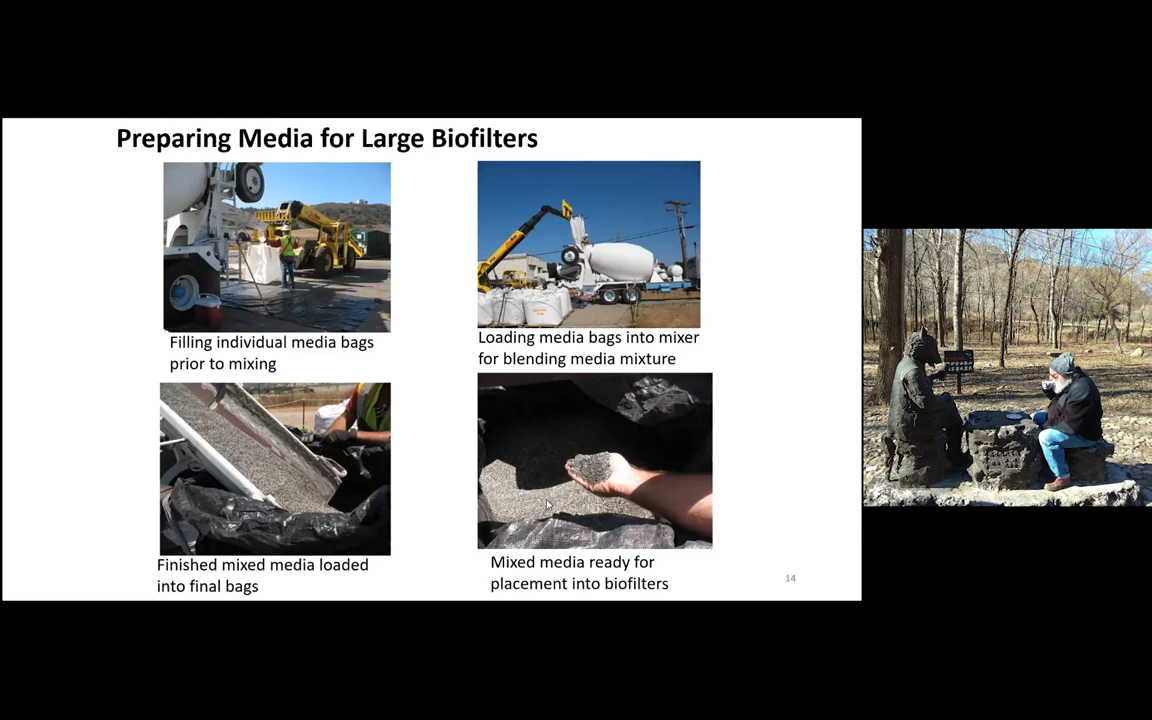 Preparing Media for Large Biofilters
Filling individual media bags
prior to mixing
Loading media bags into mixer
for blending media mixture
Finished mixed media loaded
into final bags
Mixed media ready for
placement into biofilters
14